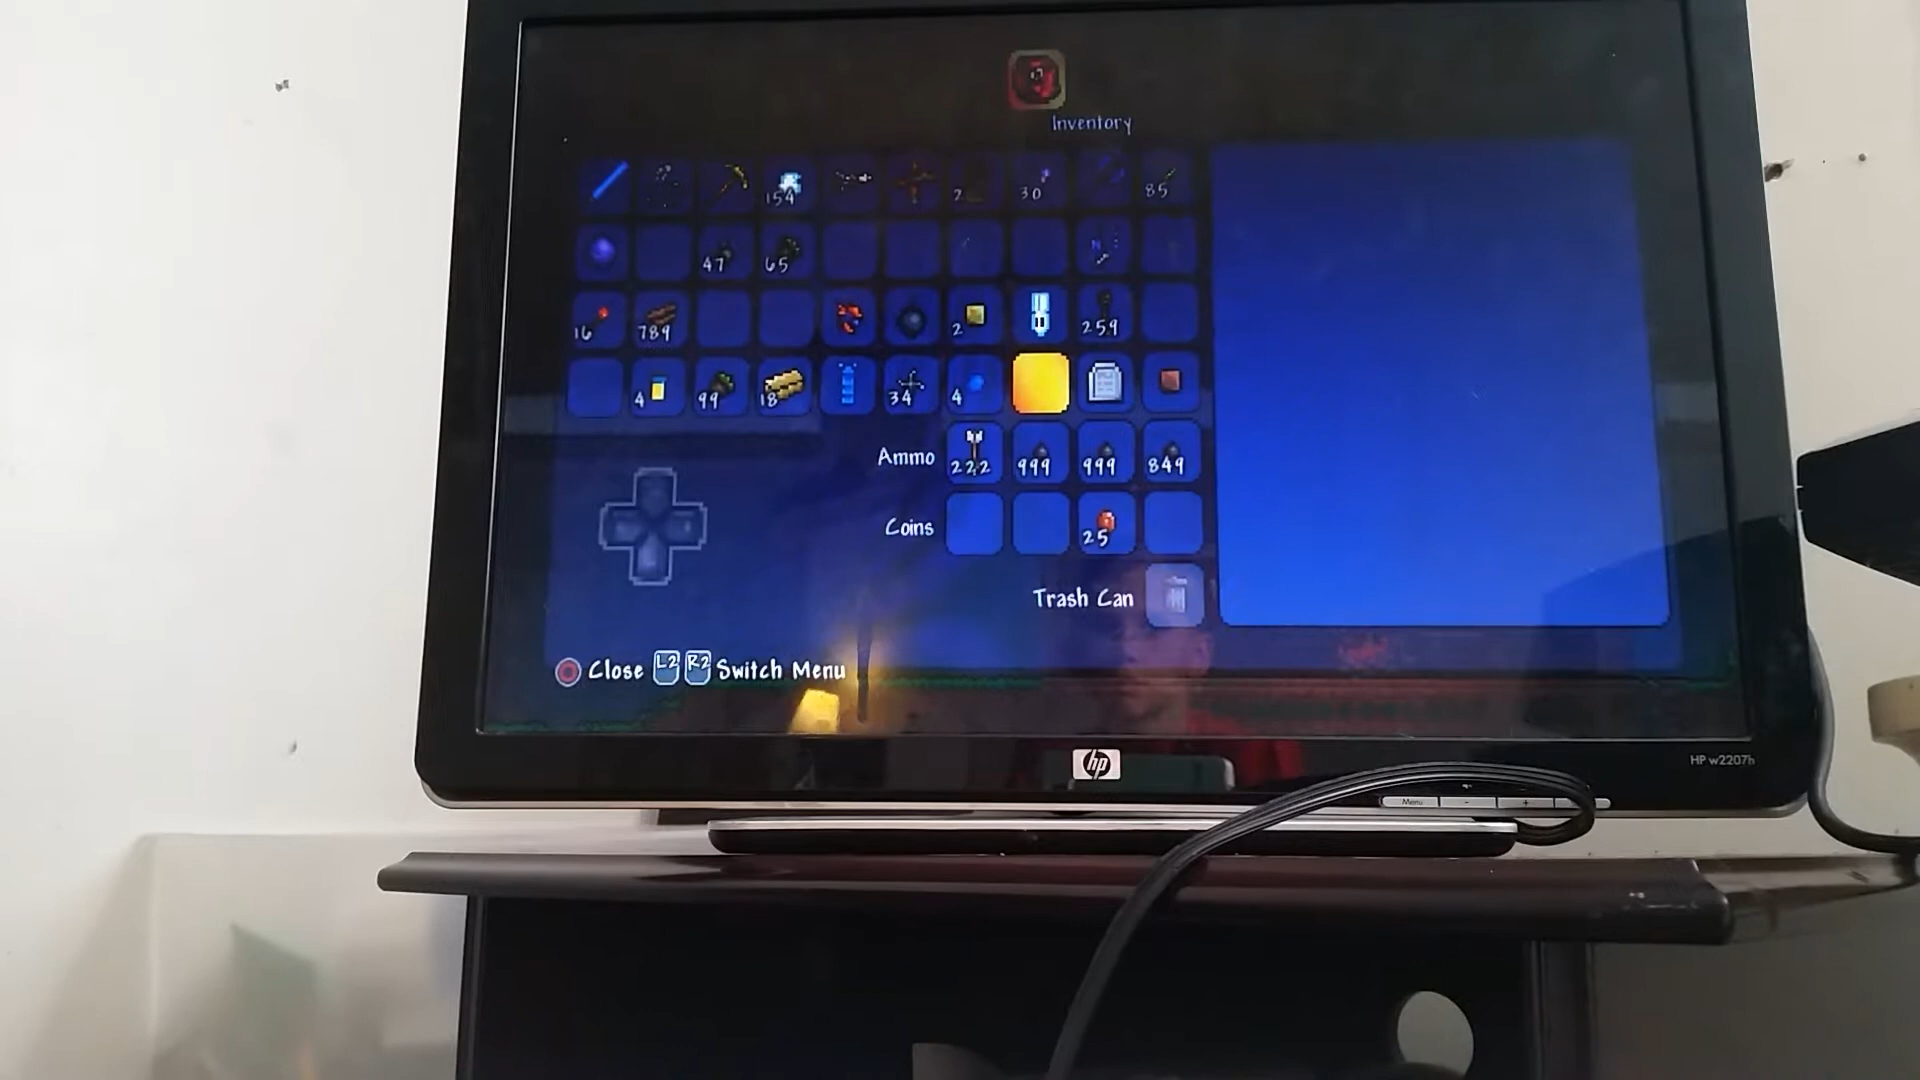 Inventory
154 2 30 85
47 65
16 789 2 259
4 99 18 34 4
Ammo 222 999 999 849
Coins 25
Trash Can
Close L2 R2 Switch Menu
hp
HP w2207h
Menu - +